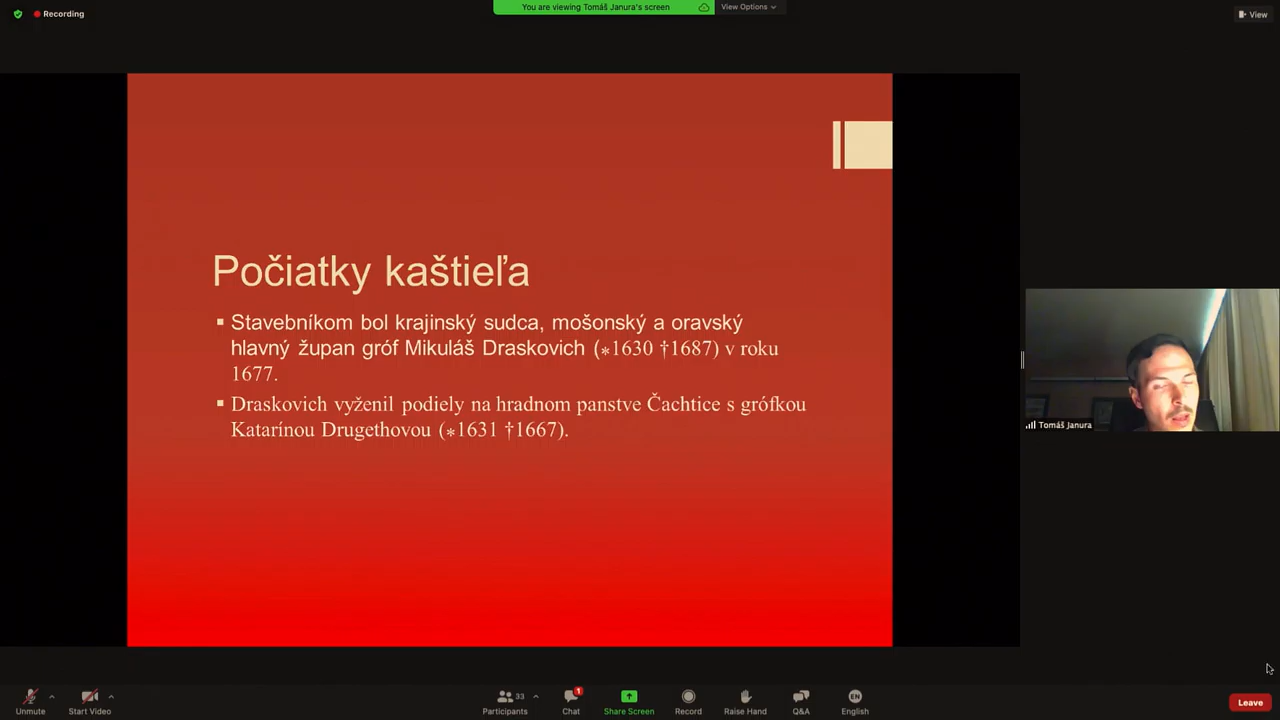 Recording
You are viewing Tomáš Janura's screen
View Options
View
Počiatky kaštieľa
Stavebníkom bol krajinský sudca, mošonský a oravský
hlavný župan gróf Mikuláš Draskovich (∗1630 †1687) v roku
1677.
Draskovich vyženil podiely na hradnom panstve Čachtice s grófkou
Katarínou Drugethovou (∗1631 †1667).
Tomáš Janura
Unmute
Start Video
33
Participants
1
Chat
Share Screen
Record
Raise Hand
Q&A
EN
English
Leave